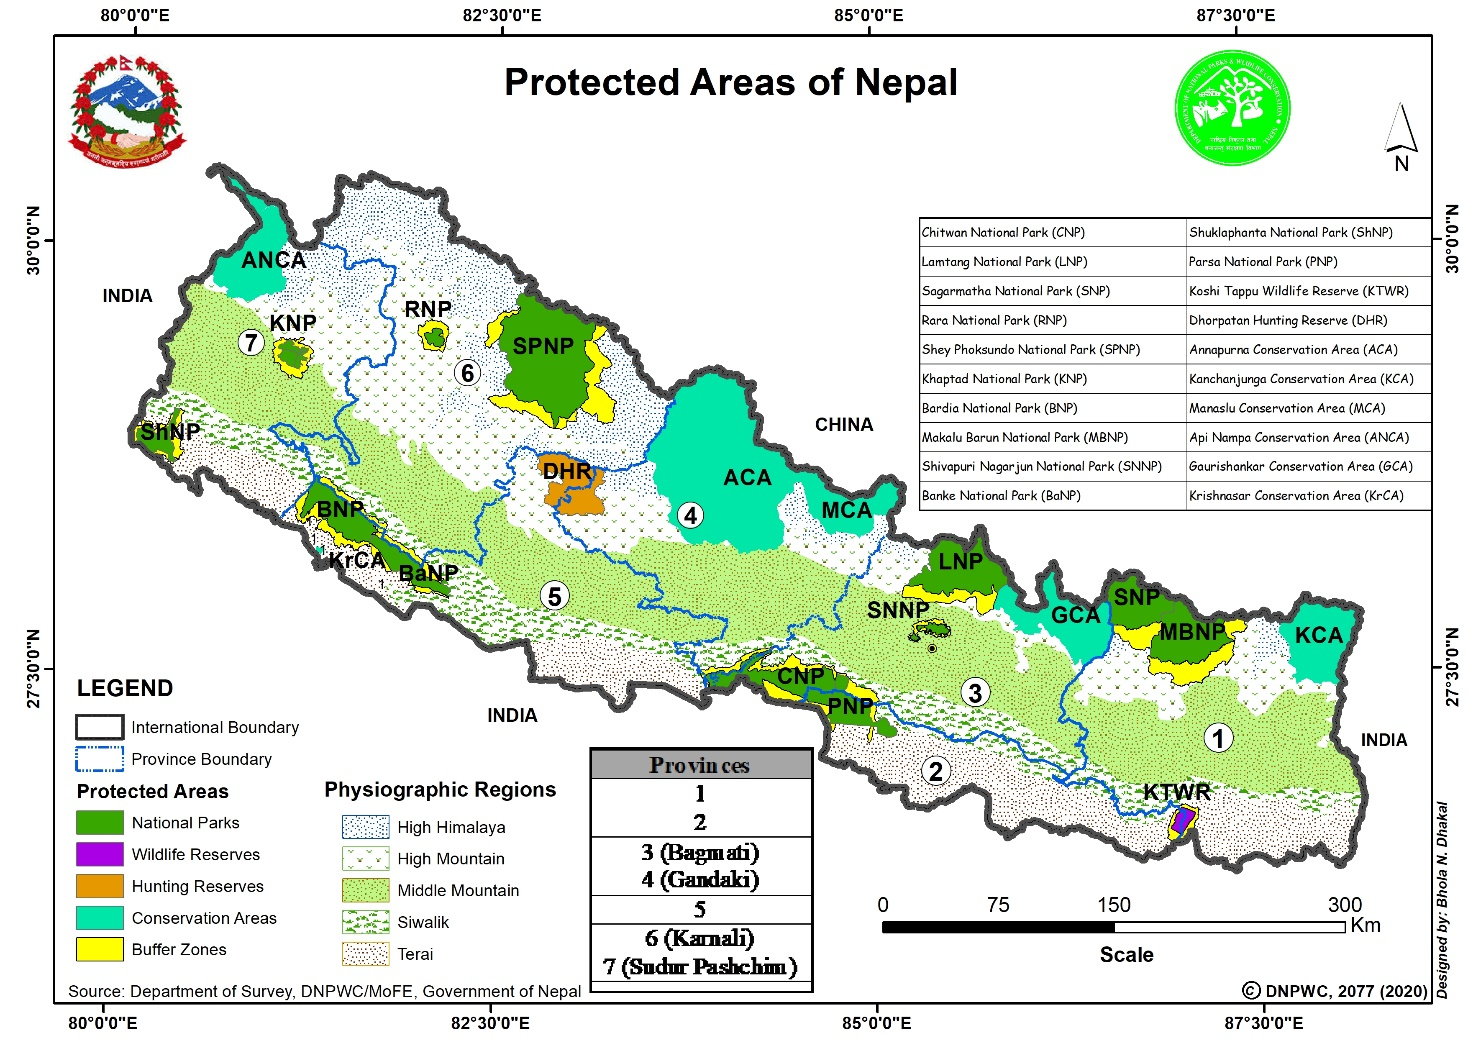 80°0'0"E 82°30'0"E 85°0'0"E 87°30'0"E
Protected Areas of Nepal
N
30°0'0"N
30°0'0"N
27°30'0"N
27°30'0"N
Chitwan National Park (CNP) Shuklaphanta National Park (ShNP)
Lamtang National Park (LNP) Parsa National Park (PNP)
Sagarmatha National Park (SNP) Koshi Tappu Wildlife Reserve (KTWR)
Rara National Park (RNP) Dhorpatan Hunting Reserve (DHR)
Shey Phoksundo National Park (SPNP) Annapurna Conservation Area (ACA)
Khaptad National Park (KNP) Kanchanjunga Conservation Area (KCA)
Bardia National Park (BNP) Manaslu Conservation Area (MCA)
Makalu Barun National Park (MBNP) Api Nampa Conservation Area (ANCA)
Shivapuri Nagarjun National Park (SNNP) Gaurishankar Conservation Area (GCA)
Banke National Park (BaNP) Krishnasar Conservation Area (KrCA)
ANCA
INDIA
RNP
KNP
7
SPNP
6
CHINA
ShNP
DHR
ACA
BNP
4
MCA
KrCA
BaNP
1
LNP
5
SNNP
GCA
SNP
MBNP
KCA
CNP
3
PNP
INDIA
1
INDIA
2
KTWR
LEGEND
International Boundary
Province Boundary
Protected Areas
National Parks
Wildlife Reserves
Hunting Reserves
Conservation Areas
Buffer Zones
Physiographic Regions
High Himalaya
High Mountain
Middle Mountain
Siwalik
Terai
Provinces
1
2
3 (Bagmati)
4 (Gandaki)
5
6 (Karnali)
7 (Sudur Pashchim)
0 75 150 300
Km
Scale
Designed by: Bhola N. Dhakal
Source: Department of Survey, DNPWC/MoFE, Government of Nepal
© DNPWC, 2077 (2020)
80°0'0"E 82°30'0"E 85°0'0"E 87°30'0"E